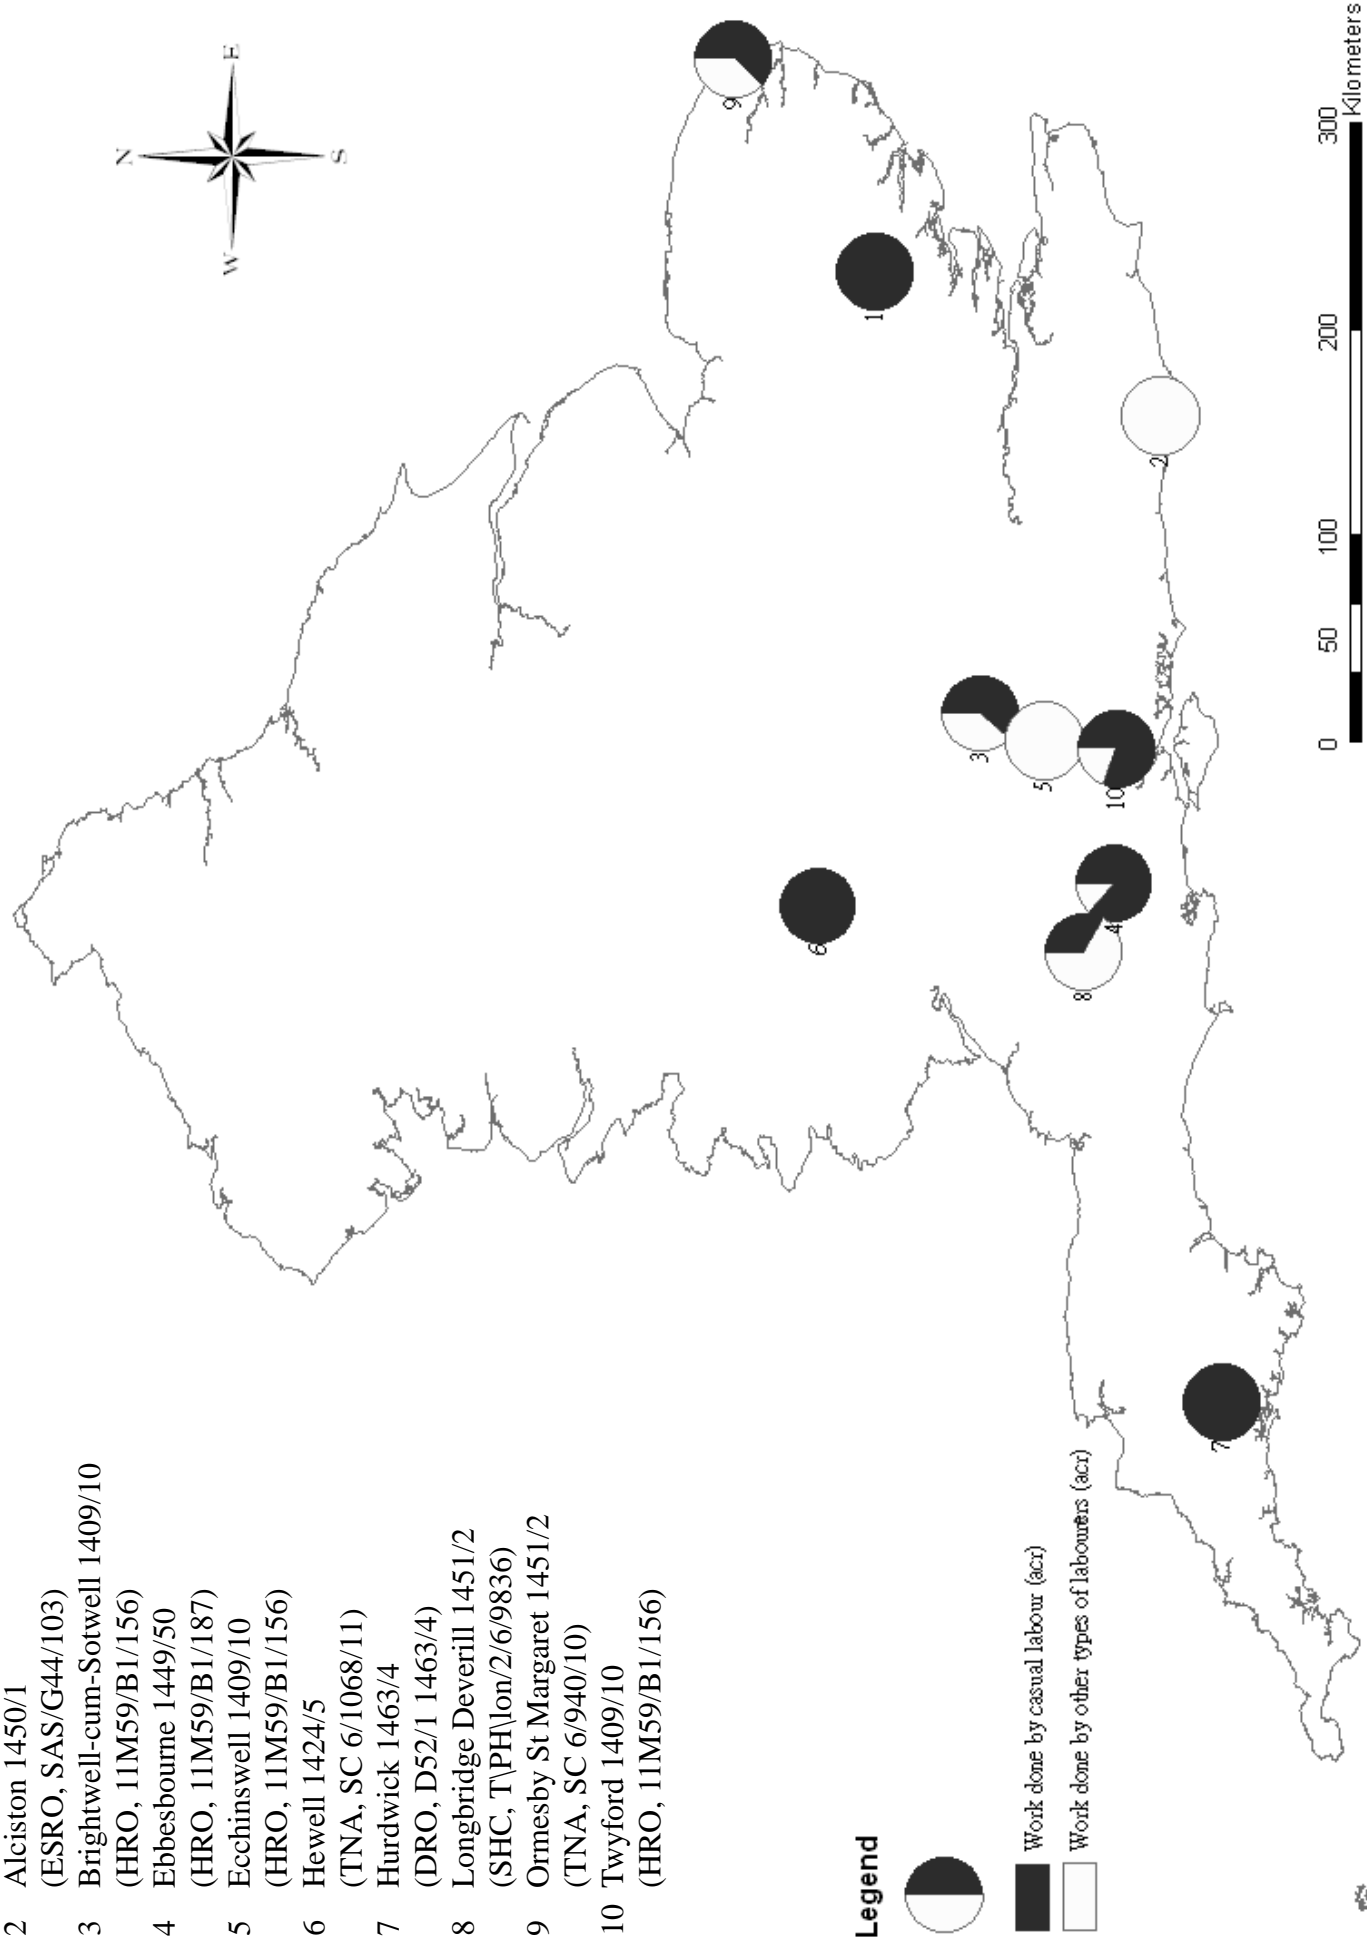 2 Alciston 1450/1
(ESRO, SAS/G44/103)
3 Brightwell-cum-Sotwell 1409/10
(HRO, 11M59/B1/156)
4 Ebbesbourne 1449/50
(HRO, 11M59/B1/187)
5 Ecchinswell 1409/10
(HRO, 11M59/B1/156)
6 Hewell 1424/5
(TNA, SC 6/1068/11)
7 Hurdwick 1463/4
(DRO, D52/1 1463/4)
8 Longbridge Deverill 1451/2
(SHC, T\PH\lon/2/6/9836)
9 Ormesby St Margaret 1451/2
(TNA, SC 6/940/10)
10 Twyford 1409/10
(HRO, 11M59/B1/156)
N
W
E
S
9
1
2
3
5
10
6
4
8
7
Legend
Work done by casual labour (acr)
Work done by other types of labourers (acr)
0 50 100 200 300
Kilometers